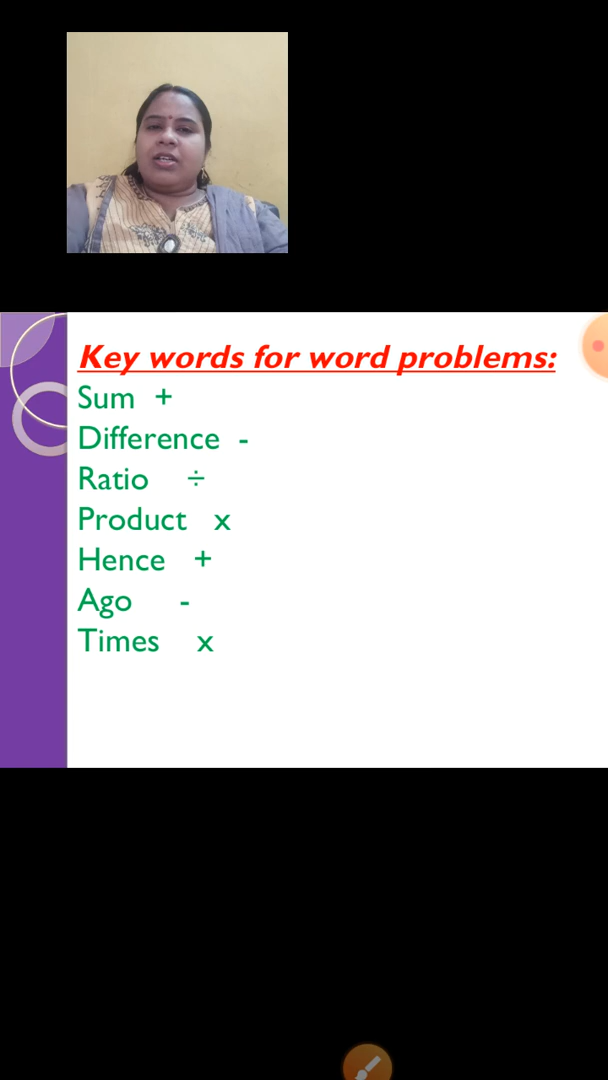 Key words for word problems:
Sum +
Difference -
Ratio ÷
Product x
Hence +
Ago -
Times x